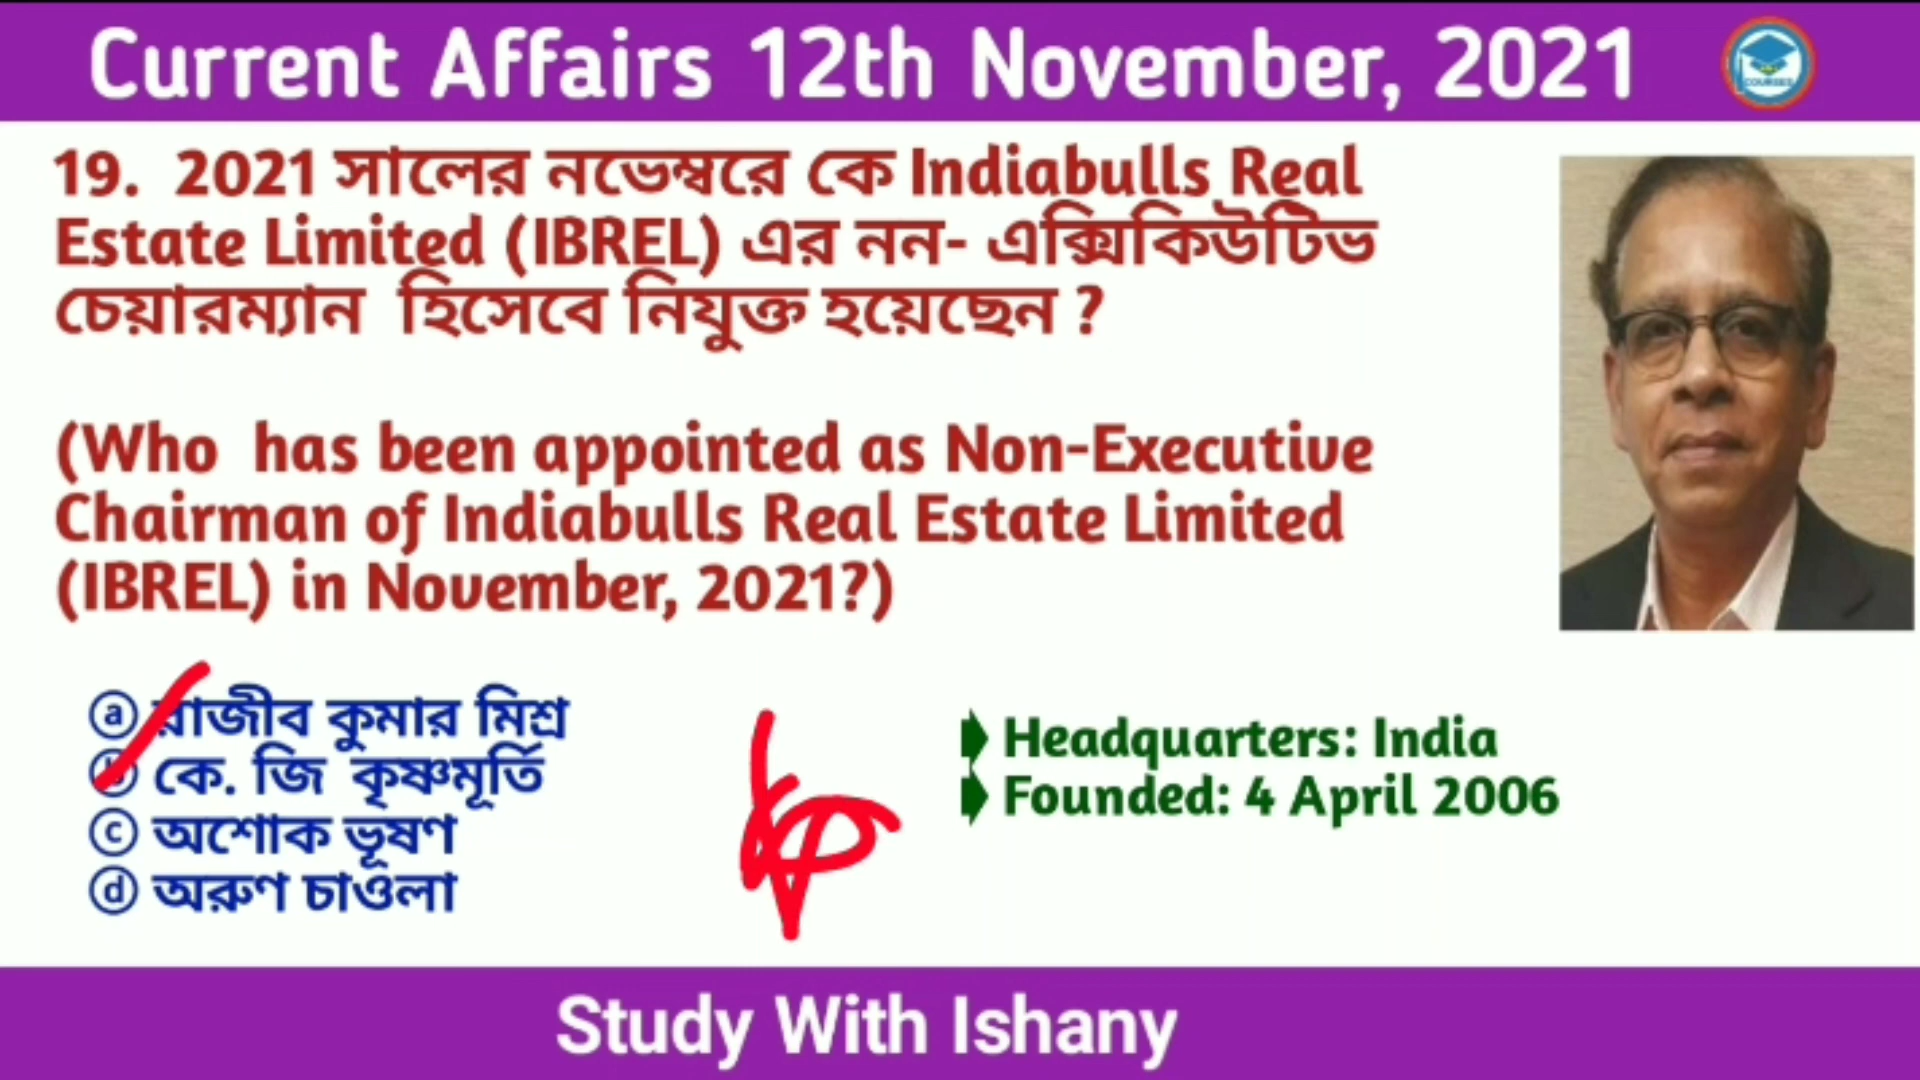 Current Affairs 12th November, 2021
COURSES
19. 2021 সালের নভেম্বরে কে Indiabulls Real
Estate Limited (IBREL) এর নন- এক্সিকিউটিভ
চেয়ারম্যান হিসেবে নিযুক্ত হয়েছেন ?
(Who has been appointed as Non-Executive
Chairman of Indiabulls Real Estate Limited
(IBREL) in November, 2021?)
ⓐ রাজীব কুমার মিশ্র
ⓑ কে. জি কৃষ্ণমূর্তি
ⓒ অশোক ভূষণ
ⓓ অরুণ চাওলা
Headquarters: India
Founded: 4 April 2006
Study With Ishany